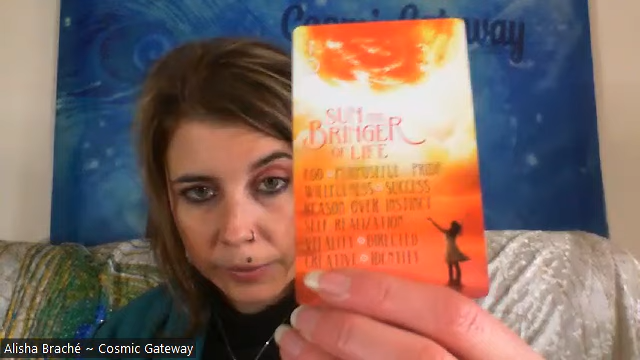 Cosmic Gateway
SUN THE
BRINGER
OF LIFE
EGO PURPOSEFUL PRIDE
WILLFULNESS SUCCESS
REASON OVER INSTINCT
SELF REALIZATION
VITALITY DIRECTED
CREATIVE IDENTITY
Alisha Braché ~ Cosmic Gateway